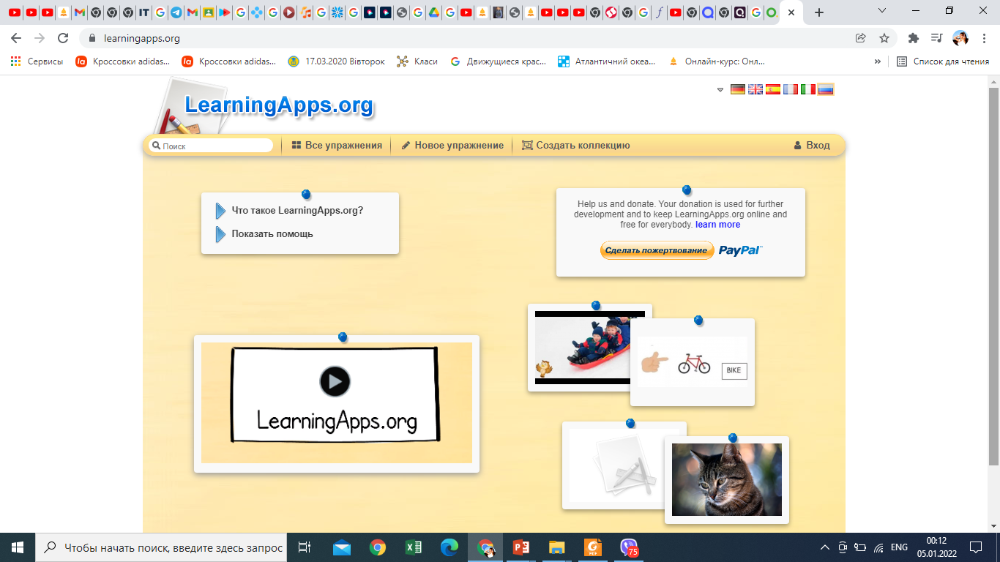 IT
learningapps.org
Сервисы
Кроссовки adidas...
Кроссовки adidas...
17.03.2020 Вівторок
Класи
Движущиеся крас...
Атлантичний океа...
Онлайн-курс: Онл...
»
Список для чтения
LearningApps.org
Поиск
Все упражнения
Новое упражнение
Создать коллекцию
Вход
Что такое LearningApps.org?
Показать помощь
Help us and donate. Your donation is used for further
development and to keep LearningApps.org online and
free for everybody. learn more
Сделать пожертвование PayPal
BIKE
LearningApps.org
Чтобы начать поиск, введите здесь запрос
75
ENG
00:12
05.01.2022